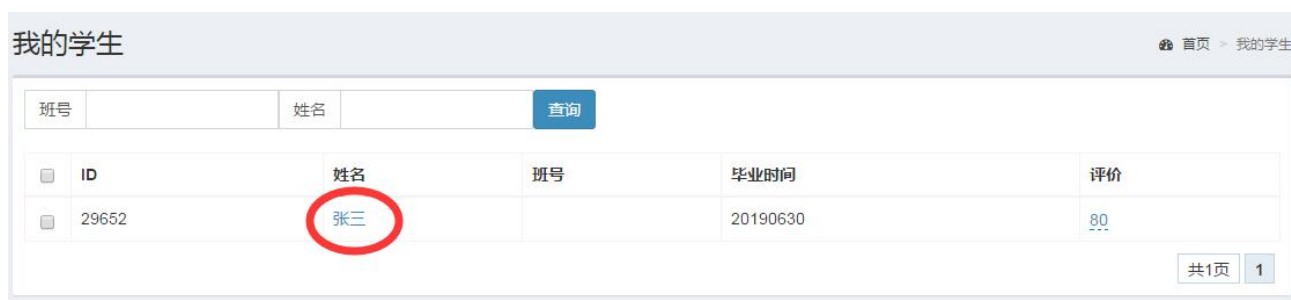 我的学生
首页 > 我的学生
班号 姓名 查询
ID 姓名 班号 毕业时间 评价
29652 张三 20190630 80
共1页 1